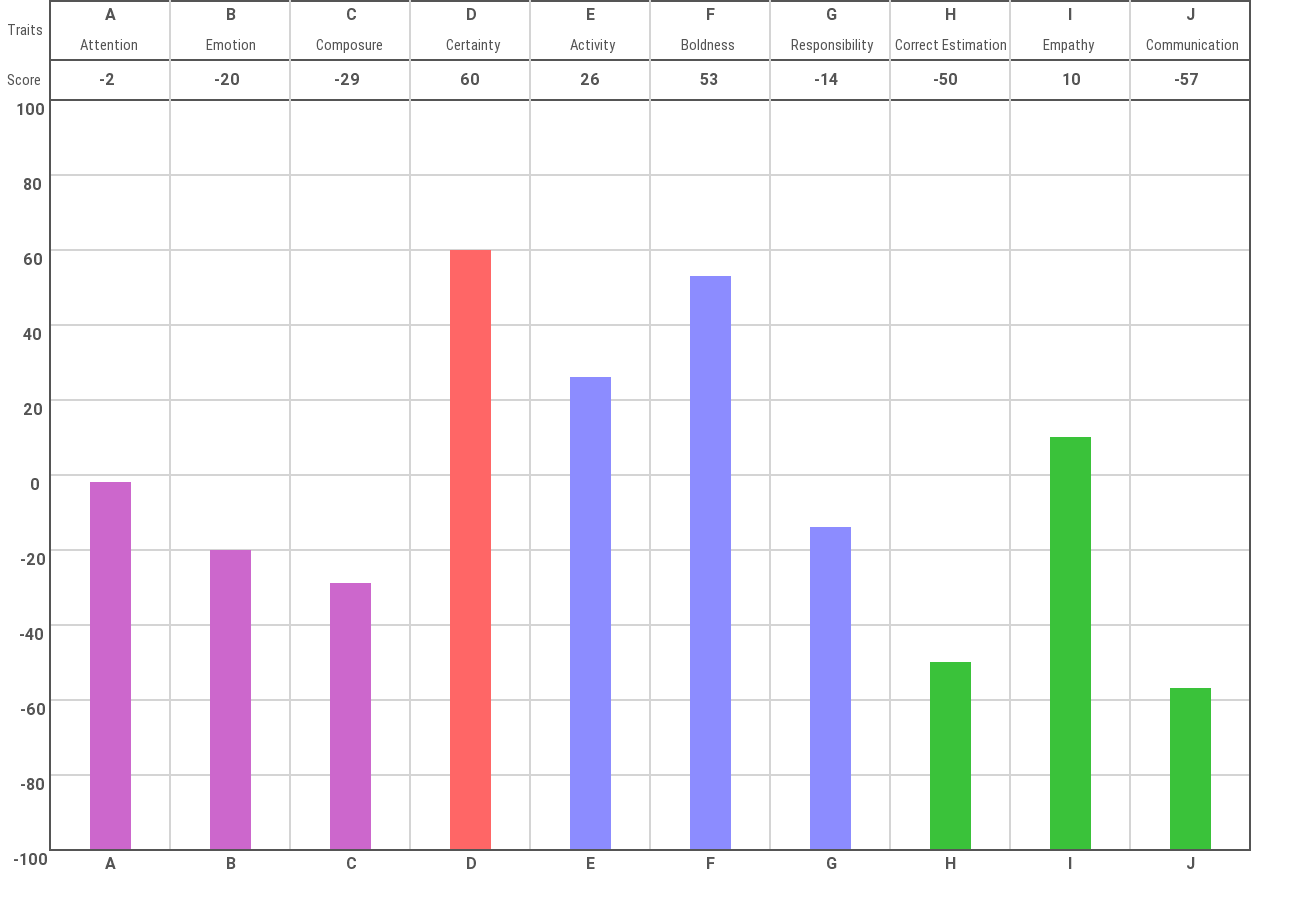 Traits A B C D E F G H I J
Attention Emotion Composure Certainty Activity Boldness Responsibility Correct Estimation Empathy Communication
Score -2 -20 -29 60 26 53 -14 -50 10 -57
100
80
60
40
20
0
-20
-40
-60
-80
-100
A B C D E F G H I J